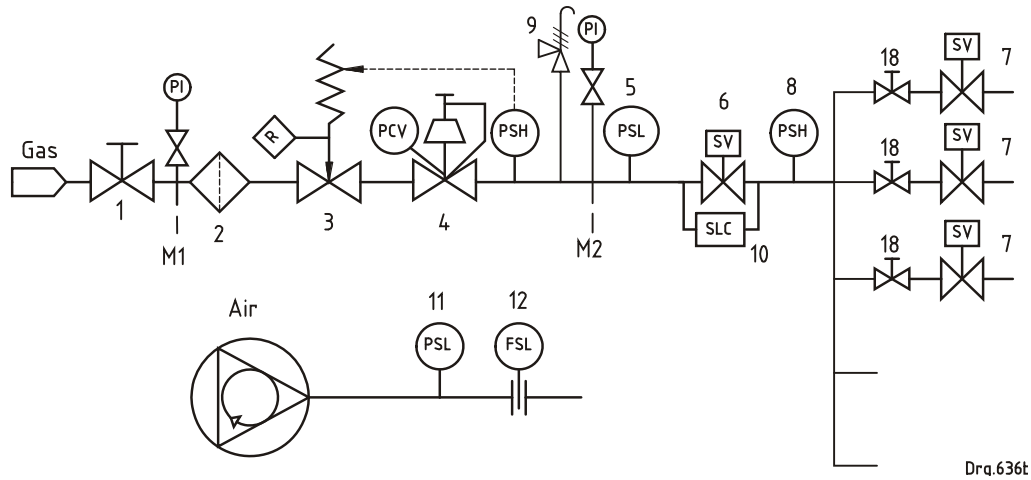 9
PI
SV
18
7
PI
5
6
8
Gas
R
PCV
PSH
PSL
SV
PSH
SV
18
7
1
2
3
4
SLC
M1
M2
10
SV
18
7
Air
11
12
PSL
FSL
Drg.636b